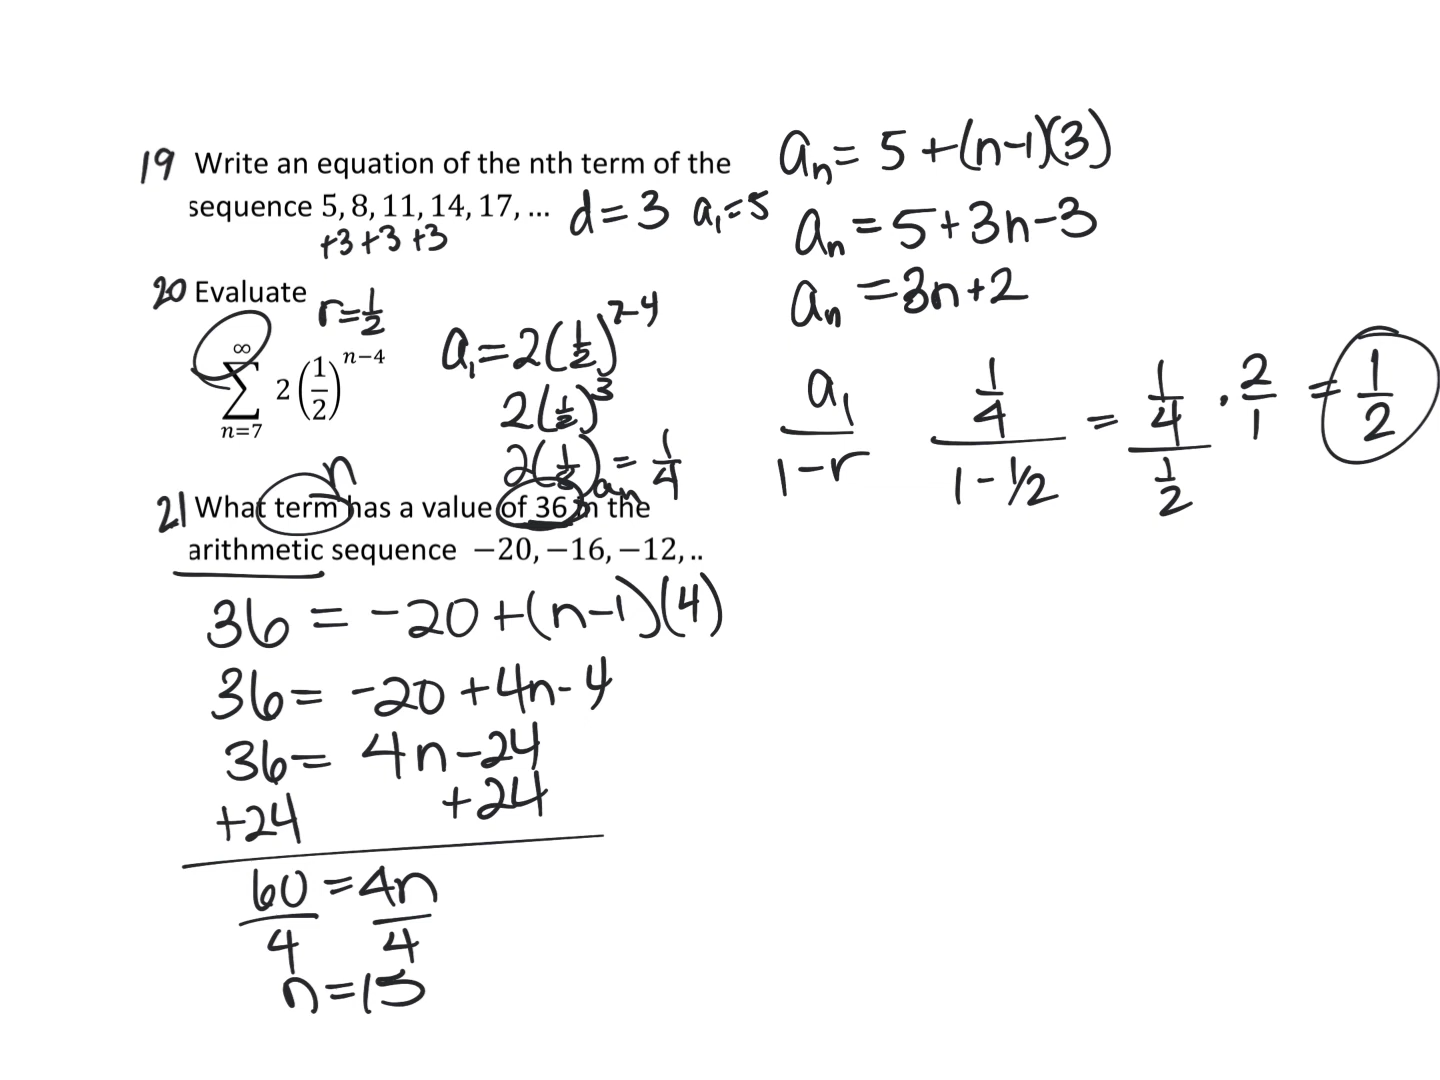 19 Write an equation of the nth term of the
sequence 5, 8, 11, 14, 17, ... d = 3 a₁=5
+3 +3 +3
aₙ = 5 +(n-1)(3)
aₙ = 5+3n-3
aₙ = 3n+2
20 Evaluate
r=1/2
∞
∑ 2(1/2)^(n−4)
n=7
a₁=2(1/2)^(7-4)
2(1/2)^3
2(1/8) = 1/4
a₁/(1-r) (1/4)/(1-1/2) = (1/4)/(1/2) · 2/1 = 1/2
n
aₙ
21 What term has a value of 36 in the
arithmetic sequence −20, −16, −12, ..
36 = -20 +(n-1)(4)
36= -20 +4n- 4
36= 4n-24
+24 +24
60 =4n
4 4
n=15